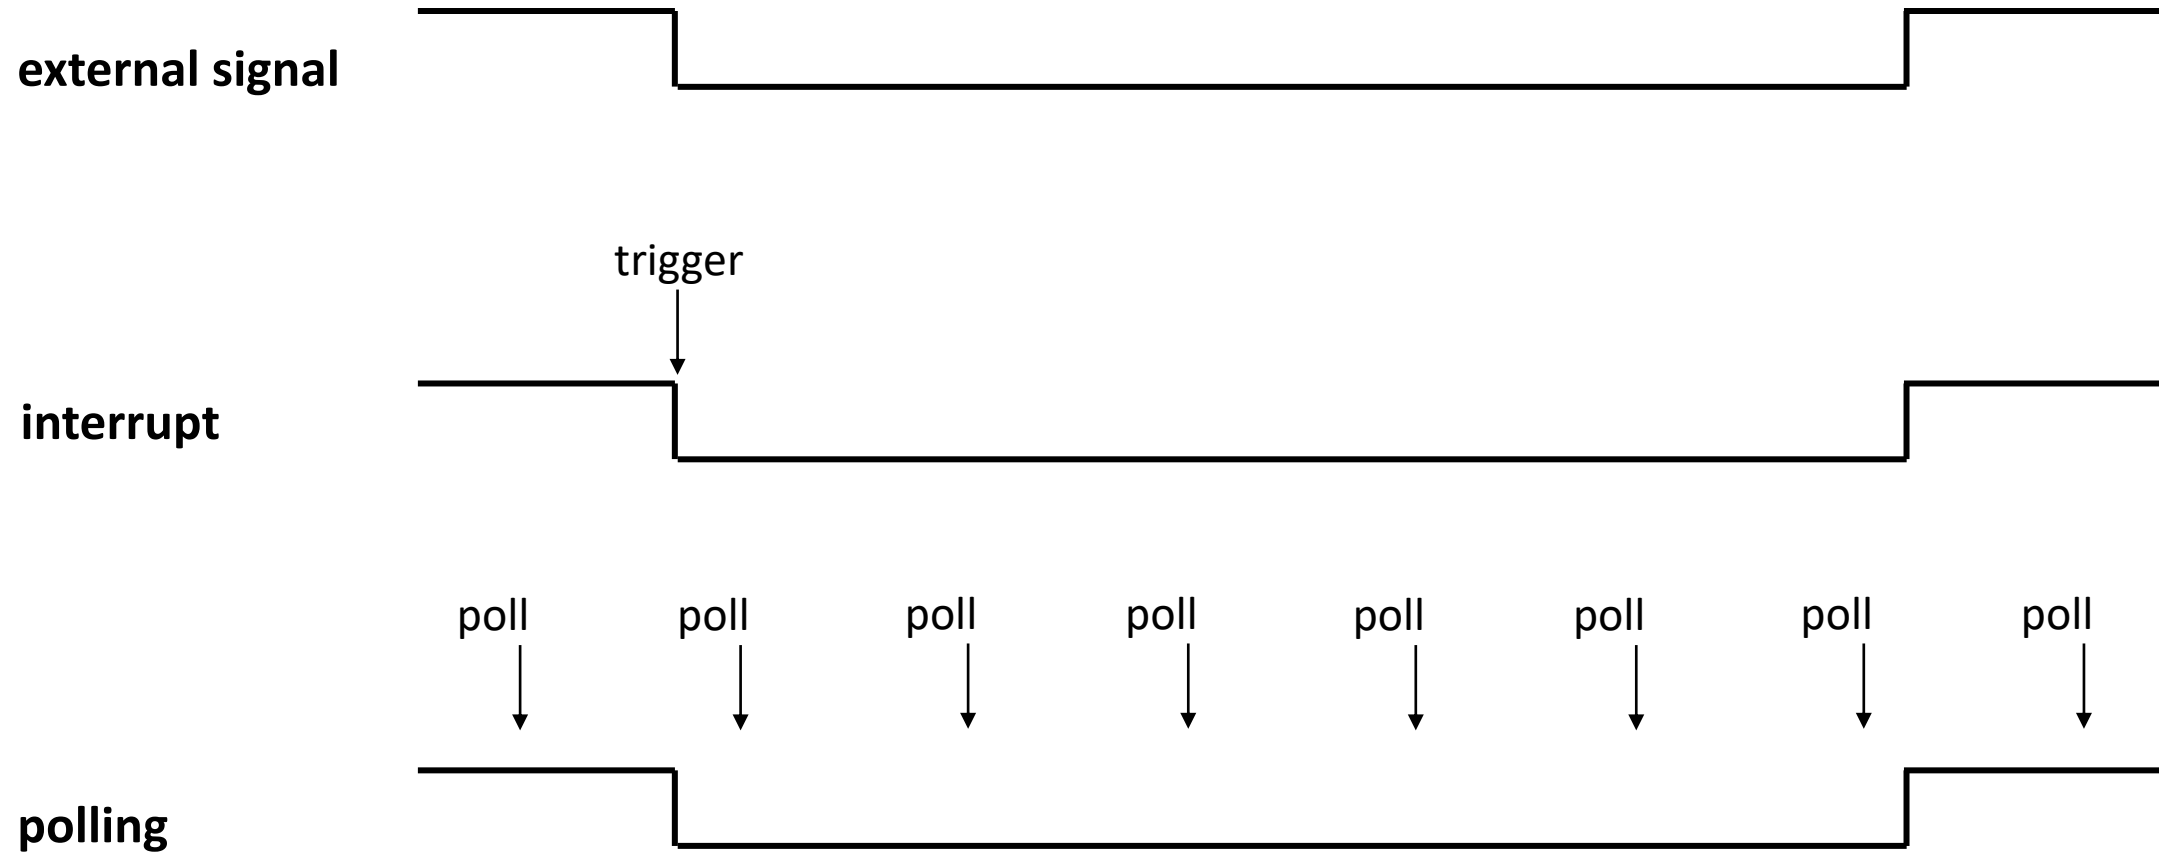 external signal
trigger
interrupt
poll poll poll poll poll poll poll poll
polling